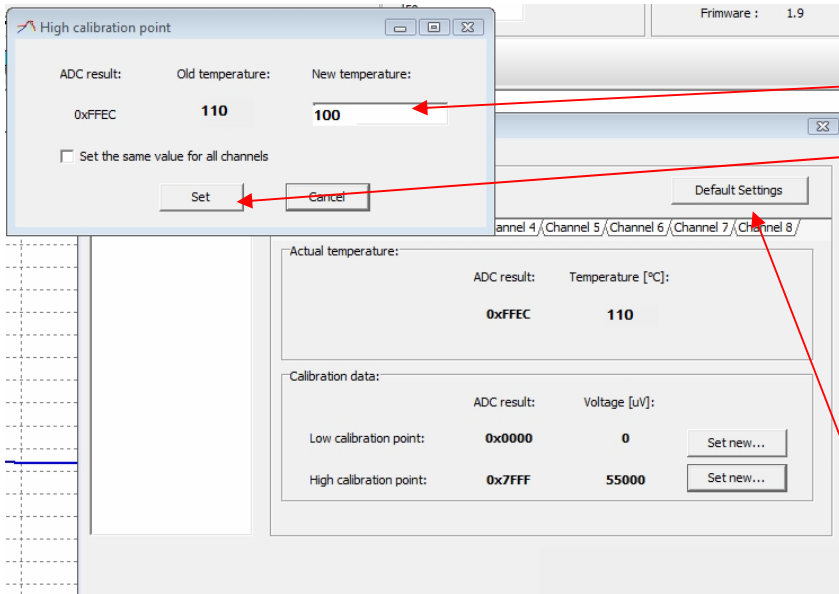 Frimware : 1.9
High calibration point
ADC result: Old temperature: New temperature:
0xFFEC 110 100
Set the same value for all channels
Set Cancel
Default Settings
annel 4 Channel 5 Channel 6 Channel 7 Channel 8
Actual temperature:
ADC result: Temperature [°C]:
0xFFEC 110
Calibration data:
ADC result: Voltage [uV]:
Low calibration point: 0x0000 0 Set new...
High calibration point: 0x7FFF 55000 Set new...